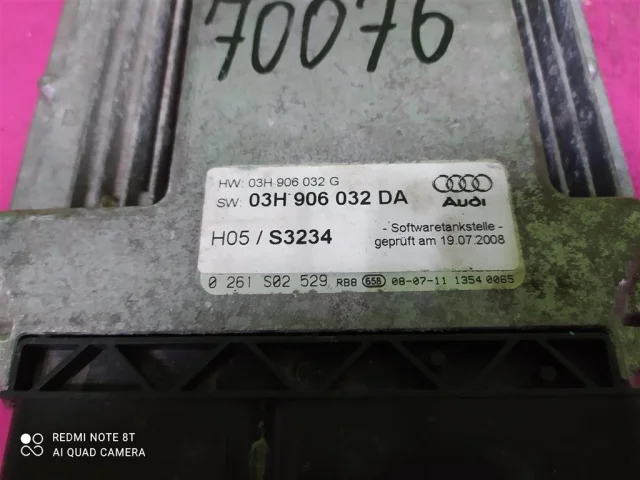 70076
HW: 03H 906 032 G
SW: 03H 906 032 DA
Audi
H05 / S3234
- Softwaretankstelle -
geprüft am 19.07.2008
0 261 S02 529 RB8 658 08-07-11 1354 0065
REDMI NOTE 8T
AI QUAD CAMERA